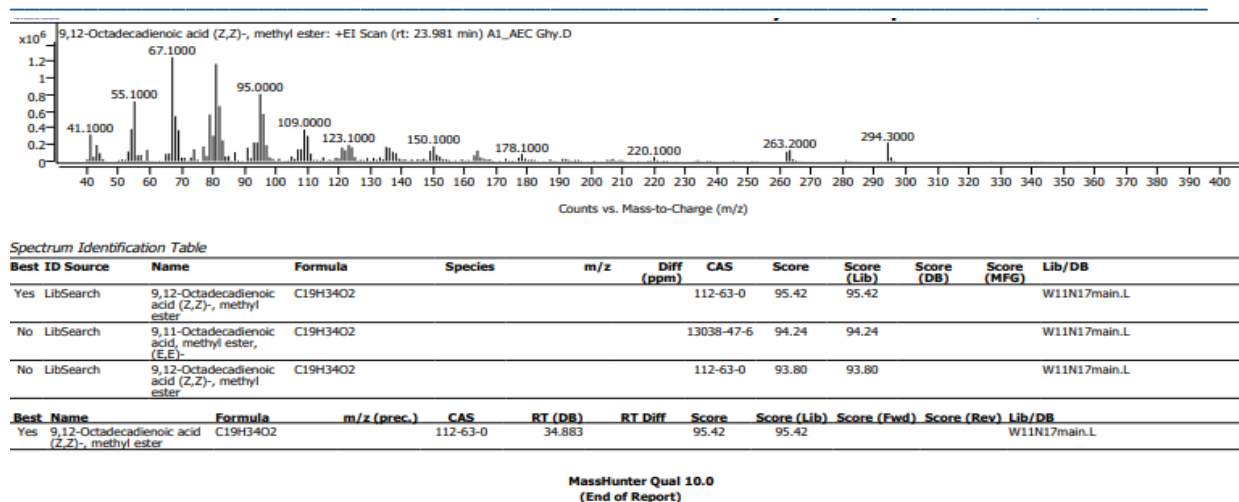 9,12-Octadecadienoic acid (Z,Z)-, methyl ester: +EI Scan (rt: 23.981 min) A1_AEC Ghy.D
x10⁶
1.2
1
0.8
0.6
0.4
0.2
0
41.1000 55.1000 67.1000 95.0000 109.0000 123.1000 150.1000 178.1000 220.1000 263.2000 294.3000
40 50 60 70 80 90 100 110 120 130 140 150 160 170 180 190 200 210 220 230 240 250 260 270 280 290 300 310 320 330 340 350 360 370 380 390 400
Counts vs. Mass-to-Charge (m/z)
Spectrum Identification Table
Best ID Source Name Formula Species m/z Diff (ppm) CAS Score Score (Lib) Score (DB) Score (MFG) Lib/DB
Yes LibSearch 9,12-Octadecadienoic C19H34O2 112-63-0 95.42 95.42 W11N17main.L
acid (Z,Z)-, methyl
ester
No LibSearch 9,11-Octadecadienoic C19H34O2 13038-47-6 94.24 94.24 W11N17main.L
acid, methyl ester,
(E,E)-
No LibSearch 9,12-Octadecadienoic C19H34O2 112-63-0 93.80 93.80 W11N17main.L
acid (Z,Z)-, methyl
ester
Best Name Formula m/z (prec.) CAS RT (DB) RT Diff Score Score (Lib) Score (Fwd) Score (Rev) Lib/DB
Yes 9,12-Octadecadienoic acid C19H34O2 112-63-0 34.883 95.42 95.42 W11N17main.L
(Z,Z)-, methyl ester
MassHunter Qual 10.0
(End of Report)